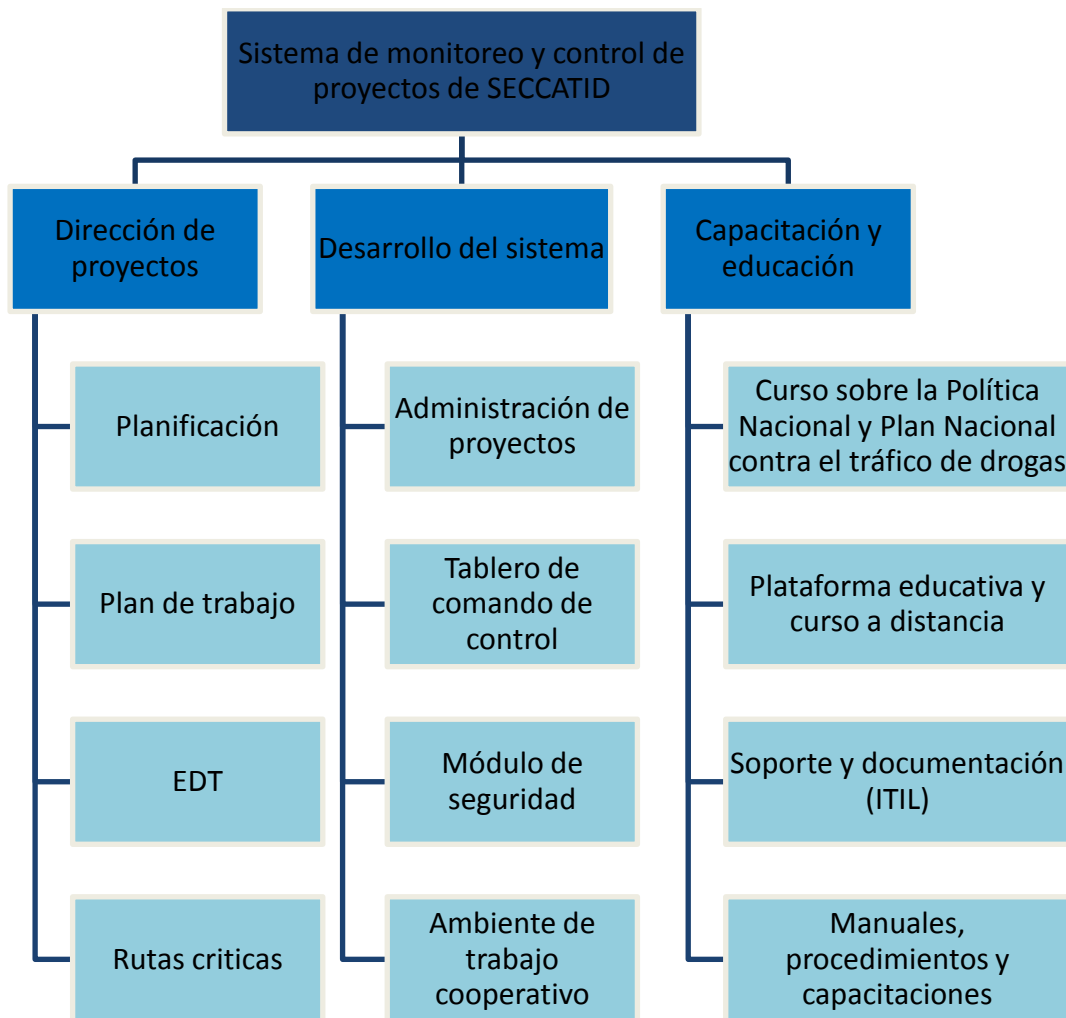 Sistema de monitoreo y control de
proyectos de SECCATID
Dirección de
proyectos
Planificación
Plan de trabajo
EDT
Rutas criticas
Desarrollo del sistema
Administración de
proyectos
Tablero de
comando de
control
Módulo de
seguridad
Ambiente de
trabajo
cooperativo
Capacitación y
educación
Curso sobre la Política
Nacional y Plan Nacional
contra el tráfico de drogas
Plataforma educativa y
curso a distancia
Soporte y documentación
(ITIL)
Manuales,
procedimientos y
capacitaciones